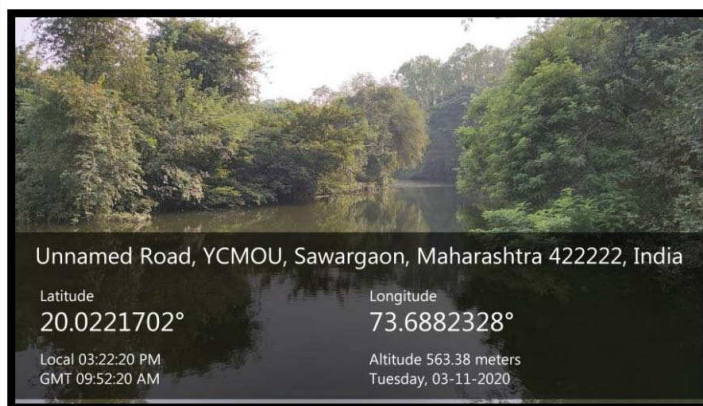 Unnamed Road, YCMOU, Sawargaon, Maharashtra 422222, India
Latitude
20.0221702°
Longitude
73.6882328°
Local 03:22:20 PM
GMT 09:52:20 AM
Altitude 563.38 meters
Tuesday, 03-11-2020